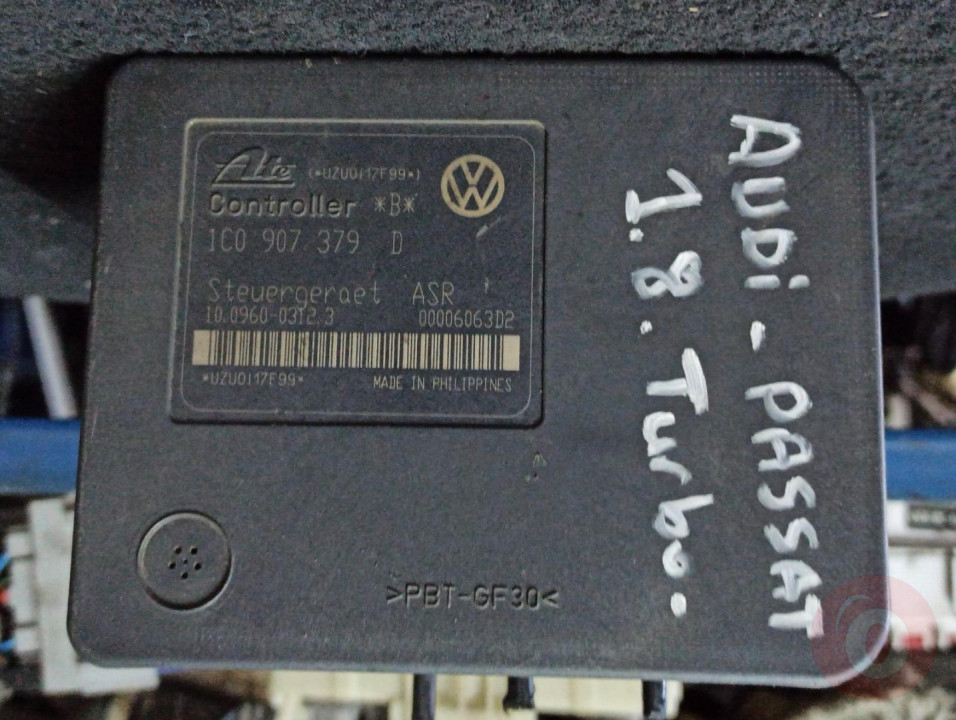 Ate (*UZU0117F99*)
Controller *B*
1C0 907 379 D
Steuergeraet ASR
10.0960-0312.3 00006063D2
*UZU0117F99*
MADE IN PHILIPPINES
>PBT-GF30<
AUDi - PASSAT
1.8. Turbo.